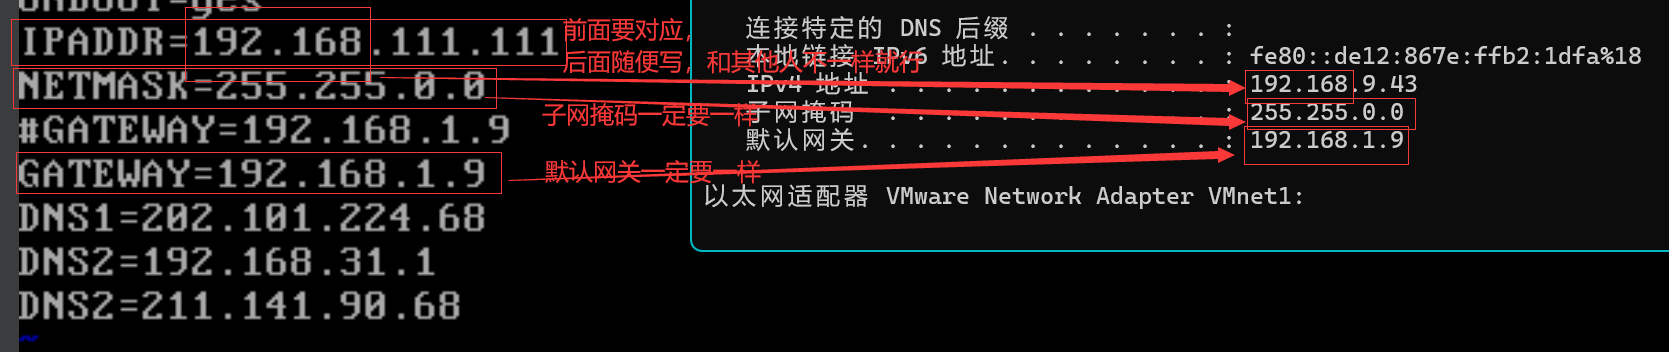 ONBOOT=yes
IPADDR=192.168.111.111
NETMASK=255.255.0.0
#GATEWAY=192.168.1.9
GATEWAY=192.168.1.9
DNS1=202.101.224.68
DNS2=192.168.31.1
DNS2=211.141.90.68
~
前面要对应，
后面随便写，和其他人不一样就行
子网掩码一定要一样
默认网关一定要一样
连接特定的 DNS 后缀 . . . . . . . :
本地链接 IPv6 地址. . . . . . . . : fe80::de12:867e:ffb2:1dfa%18
IPv4 地址 . . . . . . . . . . . . : 192.168.9.43
子网掩码 . . . . . . . . . . . . : 255.255.0.0
默认网关. . . . . . . . . . . . . : 192.168.1.9
以太网适配器 VMware Network Adapter VMnet1: